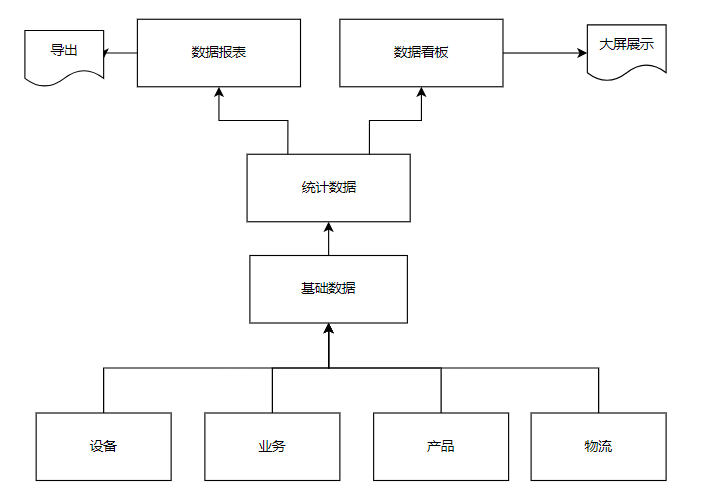 导出
数据报表
数据看板
大屏展示
统计数据
基础数据
设备
业务
产品
物流